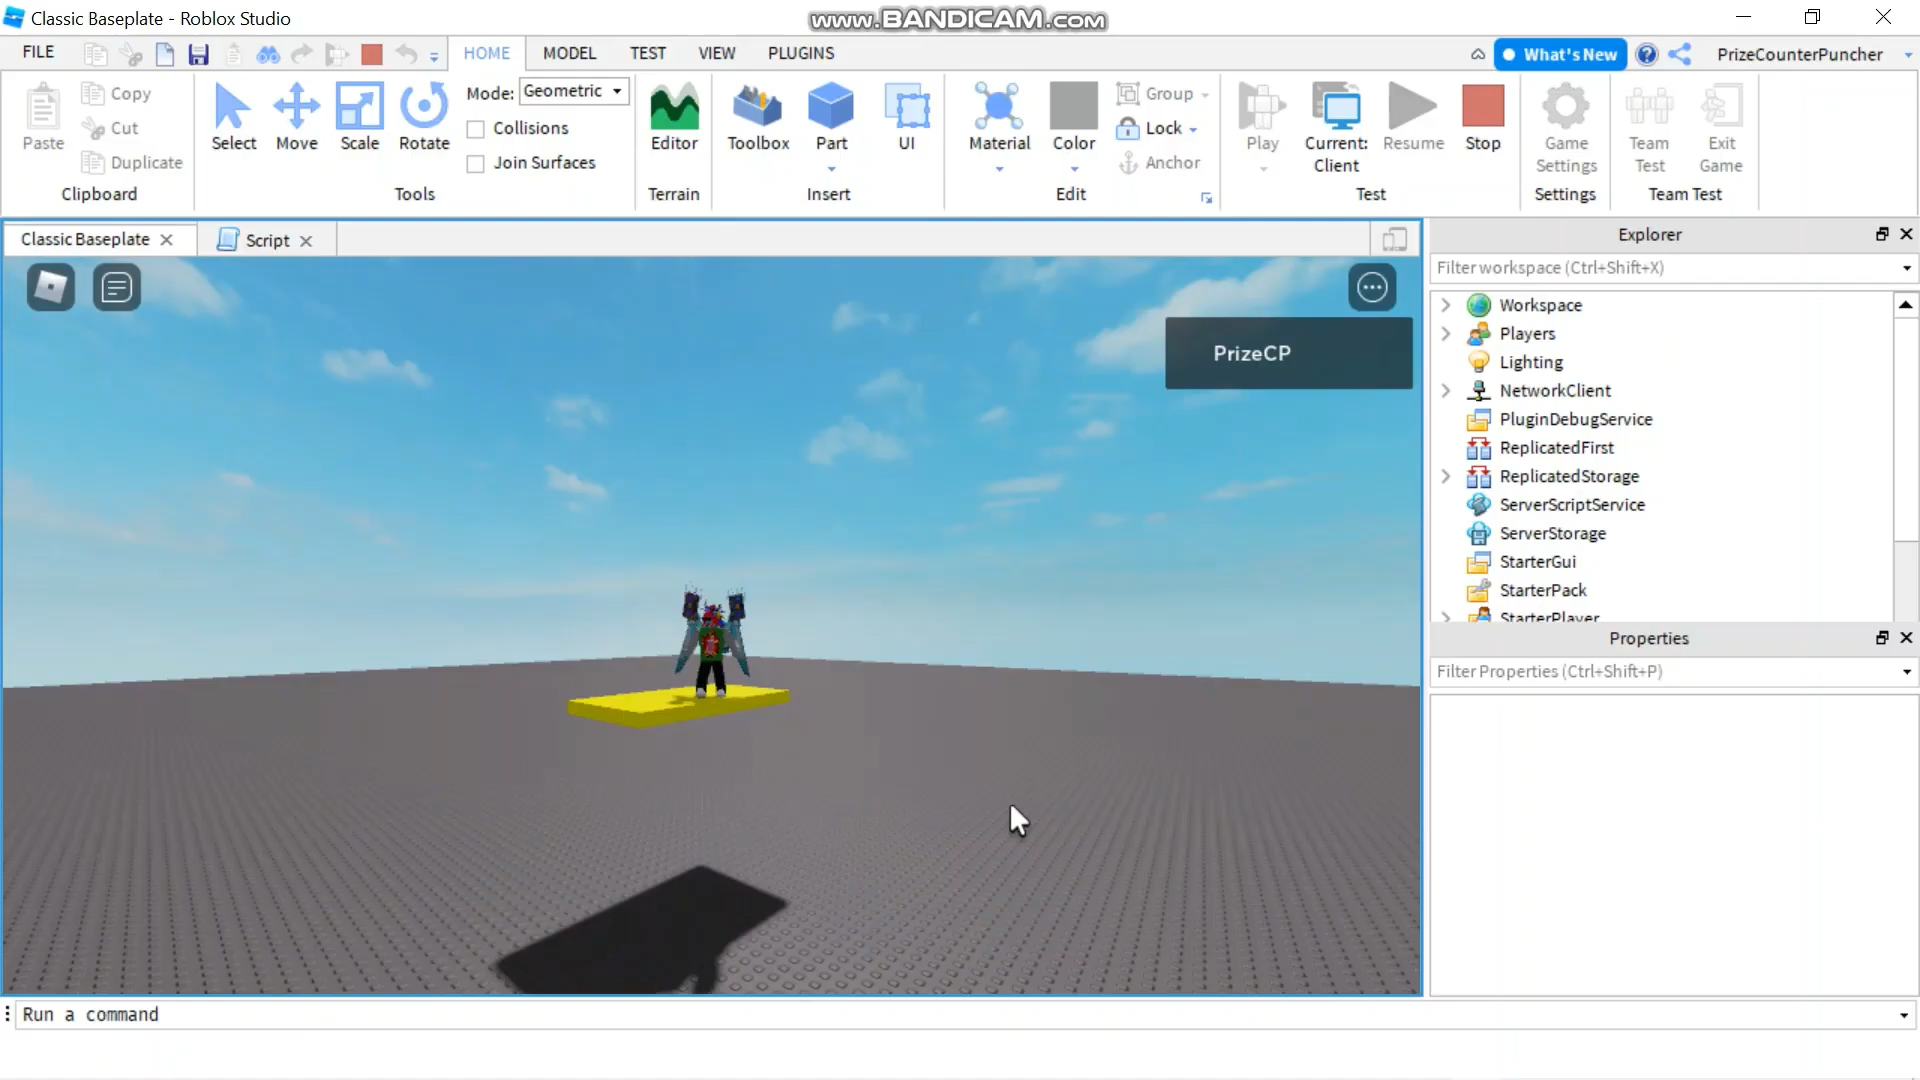 Classic Baseplate - Roblox Studio
www.BANDICAM.com
FILE
HOME
MODEL
TEST
VIEW
PLUGINS
What's New
PrizeCounterPuncher
Paste
Copy
Cut
Duplicate
Clipboard
Select
Move
Scale
Rotate
Mode: Geometric
Collisions
Join Surfaces
Tools
Editor
Terrain
Toolbox
Part
UI
Insert
Material
Color
Group
Lock
Anchor
Edit
Play
Current:
Client
Resume
Stop
Test
Game
Settings
Settings
Team
Test
Exit
Game
Team Test
Classic Baseplate
Script
PrizeCP
Explorer
Filter workspace (Ctrl+Shift+X)
Workspace
Players
Lighting
NetworkClient
PluginDebugService
ReplicatedFirst
ReplicatedStorage
ServerScriptService
ServerStorage
StarterGui
StarterPack
StarterPlayer
Properties
Filter Properties (Ctrl+Shift+P)
Run a command